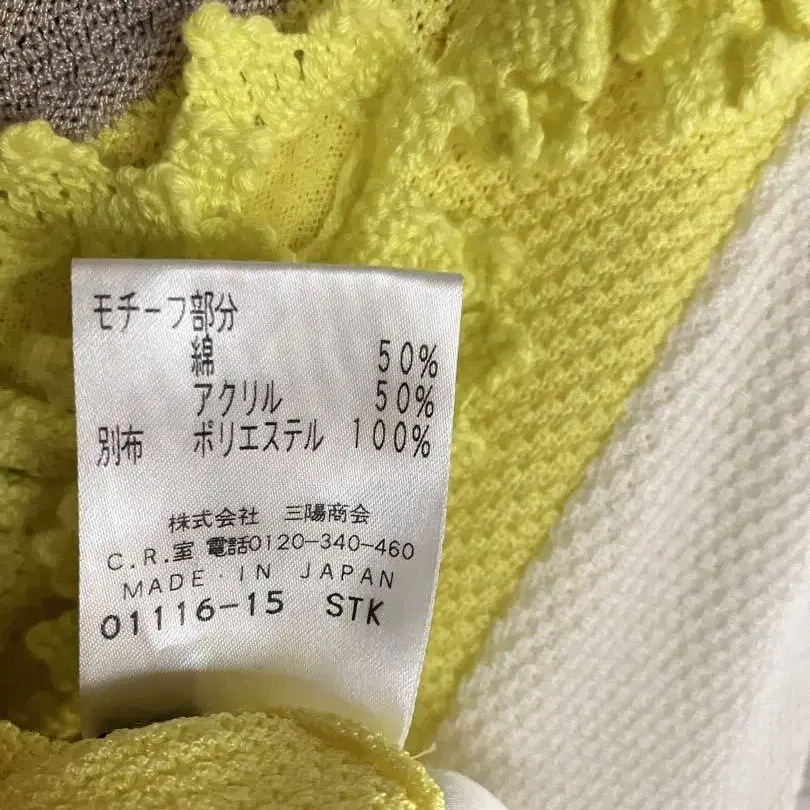 モチーフ部分
綿 50%
アクリル 50%
別布 ポリエステル 100%
株式会社 三陽商会
C.R.室 電話0120-340-460
MADE IN JAPAN
01116-15 STK